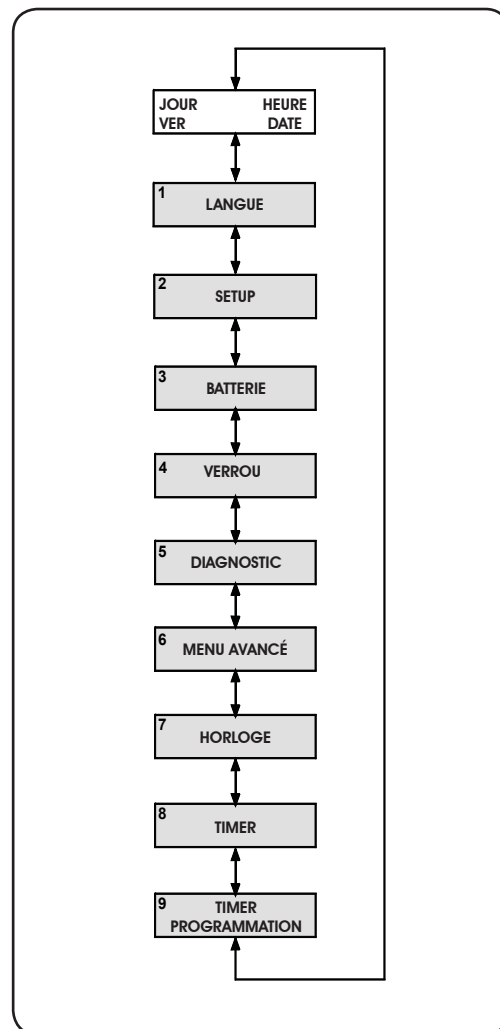 JOUR HEURE
VER DATE
1
LANGUE
2
SETUP
3
BATTERIE
4
VERROU
5
DIAGNOSTIC
6
MENU AVANCÉ
7
HORLOGE
8
TIMER
9
TIMER
PROGRAMMATION